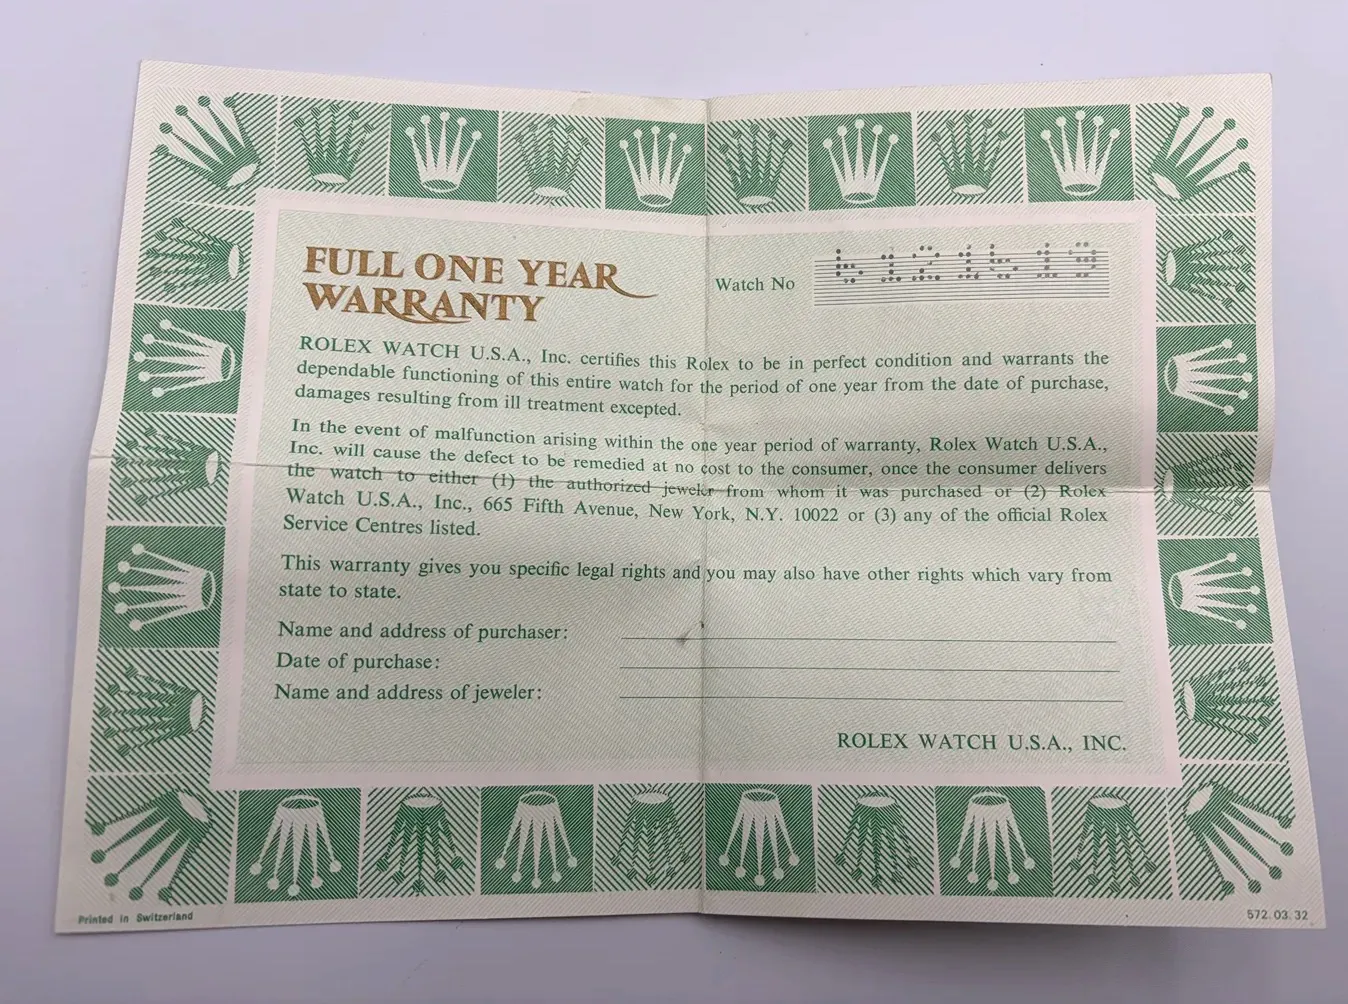 FULL ONE YEAR
WARRANTY
Watch No
ROLEX WATCH U.S.A., Inc. certifies this Rolex to be in perfect condition and warrants the
dependable functioning of this entire watch for the period of one year from the date of purchase,
damages resulting from ill treatment excepted.
In the event of malfunction arising within the one year period of warranty, Rolex Watch U.S.A.,
Inc. will cause the defect to be remedied at no cost to the consumer, once the consumer delivers
the watch to either (1) the authorized jeweler from whom it was purchased or (2) Rolex
Watch U.S.A., Inc., 665 Fifth Avenue, New York, N.Y. 10022 or (3) any of the official Rolex
Service Centres listed.
This warranty gives you specific legal rights and you may also have other rights which vary from
state to state.
Name and address of purchaser:
Date of purchase:
Name and address of jeweler:
ROLEX WATCH U.S.A., INC.
Printed in Switzerland
572.03.32